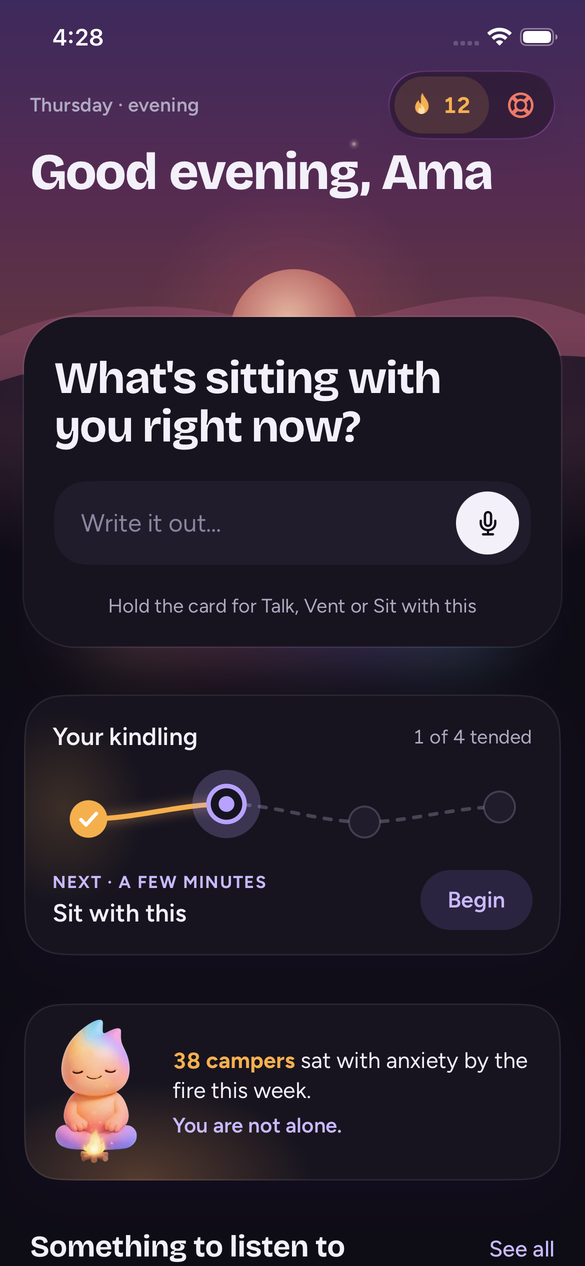 4:28
Thursday · evening
12
Good evening, Ama
What's sitting with
you right now?
Write it out...
Hold the card for Talk, Vent or Sit with this
Your kindling
1 of 4 tended
NEXT · A FEW MINUTES
Sit with this
Begin
38 campers sat with anxiety by the
fire this week.
You are not alone.
Something to listen to
See all